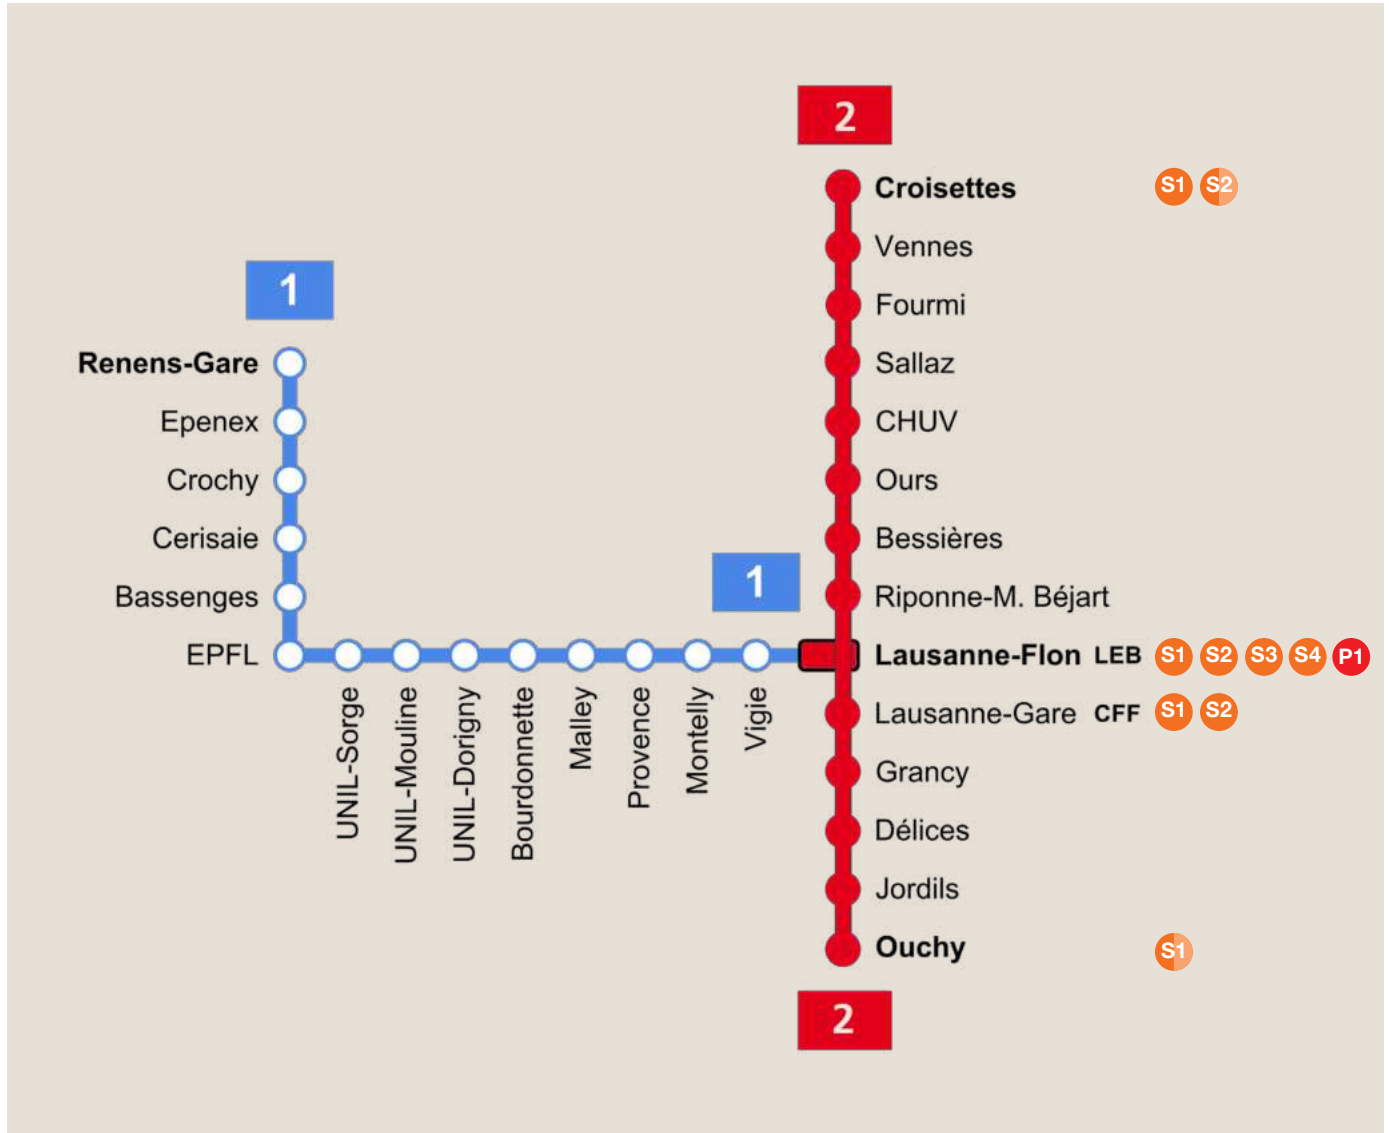 2
Croisettes S1 S2
Vennes
Fourmi
Sallaz
CHUV
Ours
Bessières
Riponne-M. Béjart
Lausanne-Flon LEB S1 S2 S3 S4 P1
Lausanne-Gare CFF S1 S2
Grancy
Délices
Jordils
Ouchy S1
2
1
Renens-Gare
Epenex
Crochy
Cerisaie
Bassenges
EPFL
UNIL-Sorge
UNIL-Mouline
UNIL-Dorigny
Bourdonnette
Malley
Provence
Montelly
Vigie
1